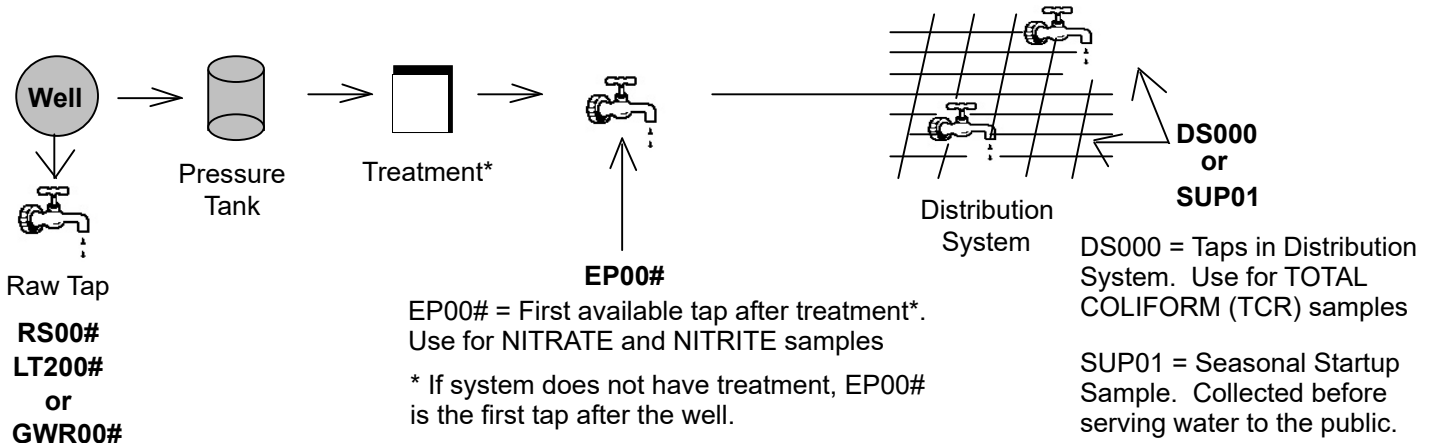 Well
Raw Tap
RS00#
LT200#
or
GWR00#
Pressure
Tank
Treatment*
EP00#
EP00# = First available tap after treatment*.
Use for NITRATE and NITRITE samples
* If system does not have treatment, EP00#
is the first tap after the well.
Distribution
System
DS000
or
SUP01
DS000 = Taps in Distribution
System. Use for TOTAL
COLIFORM (TCR) samples
SUP01 = Seasonal Startup
Sample. Collected before
serving water to the public.